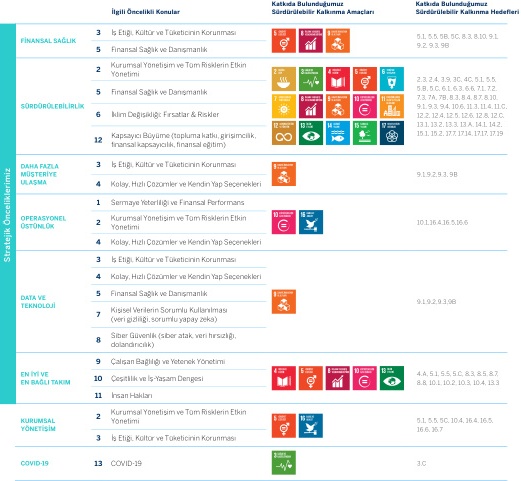 İlgili Öncelikli Konular
Katkıda Bulunduğumuz
Sürdürülebilir Kalkınma Amaçları
Katkıda Bulunduğumuz
Sürdürülebilir Kalkınma Hedefleri
Stratejik Önceliklerimiz
FİNANSAL SAĞLIK
3 İş Etiği, Kültür ve Tüketicinin Korunması
5 Finansal Sağlık ve Danışmanlık
5.1, 5.5, 5B, 5C, 8.3, 8.10, 9.1,
9.2, 9.3, 9B
SÜRDÜRÜLEBİLİRLİK
2 Kurumsal Yönetişim ve Tüm Risklerin Etkin
Yönetimi
5 Finansal Sağlık ve Danışmanlık
6 İklim Değişikliği: Fırsatlar & Riskler
12 Kapsayıcı Büyüme (topluma katkı, girişimcilik,
finansal kapsayıcılık, finansal eğitim)
2.3, 2.4, 3.9, 3C, 4C, 5.1, 5.5,
5.B, 5.C, 6.1, 6.3, 6.6, 7.1, 7.2,
7.3, 7A, 7B, 8.3, 8.4, 8.7, 8.10,
9.1, 9.3, 9.4, 10.6, 11.3, 11.4, 11.C,
12.2, 12.4, 12.5, 12.6, 12.8, 12.C,
13.1, 13.2, 13.3, 13.A, 14.1, 14.2,
15.1, 15.2, 17.7, 17.14, 17.17, 17.19
DAHA FAZLA
MÜŞTERİYE
ULAŞMA
3 İş Etiği, Kültür ve Tüketicinin Korunması
4 Kolay, Hızlı Çözümler ve Kendin Yap Seçenekleri
9.1,9.2,9.3, 9B
OPERASYONEL
ÜSTÜNLÜK
1 Sermaye Yeterliliği ve Finansal Performans
2 Kurumsal Yönetişim ve Tüm Risklerin Etkin
Yönetimi
4 Kolay, Hızlı Çözümler ve Kendin Yap Seçenekleri
10.1,16.4,16.5,16.6
DATA VE
TEKNOLOJİ
3 İş Etiği, Kültür ve Tüketicinin Korunması
4 Kolay, Hızlı Çözümler ve Kendin Yap Seçenekleri
5 Finansal Sağlık ve Danışmanlık
7 Kişisel Verilerin Sorumlu Kullanılması
(veri gizliliği, sorumlu yapay zeka)
8 Siber Güvenlik (siber atak, veri hırsızlığı,
dolandırıcılık)
9.1,9.2,9.3,9B
EN İYİ VE
EN BAĞLI TAKIM
9 Çalışan Bağlılığı ve Yetenek Yönetimi
10 Çeşitlilik ve İş-Yaşam Dengesi
11 İnsan Hakları
4.A, 5.1, 5.5, 5.C, 8.3, 8.5, 8.7,
8.8, 10.1, 10.2, 10.3, 10.4, 13.3
KURUMSAL
YÖNETİŞİM
2 Kurumsal Yönetişim ve Tüm Risklerin Etkin
Yönetimi
3 İş Etiği, Kültür ve Tüketicinin Korunması
5.1, 5.5, 5C, 10.4, 16.4, 16.5,
16.6, 16.7
COVID-19
13 COVID-19
3.C